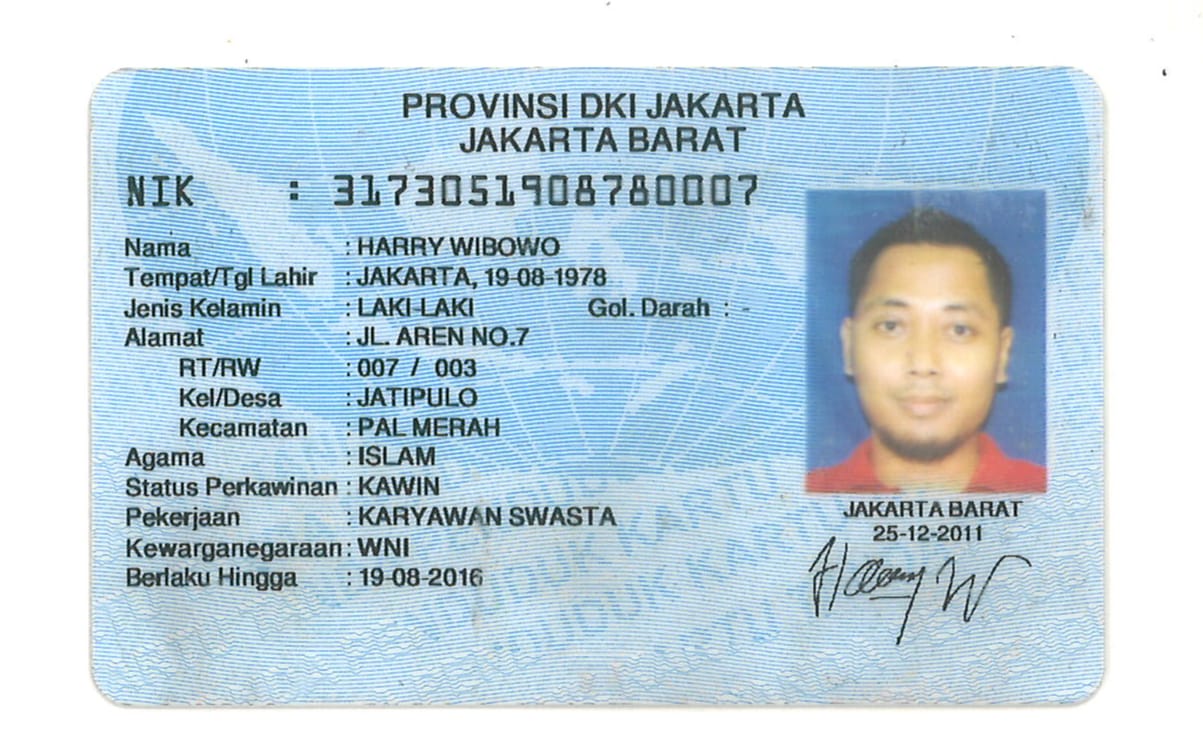 PROVINSI DKI JAKARTA
JAKARTA BARAT
NIK : 3173051908780007
Nama : HARRY WIBOWO
Tempat/Tgl Lahir : JAKARTA, 19-08-1978
Jenis Kelamin : LAKI-LAKI Gol. Darah : -
Alamat : JL. AREN NO.7
RT/RW : 007 / 003
Kel/Desa : JATIPULO
Kecamatan : PAL MERAH
Agama : ISLAM
Status Perkawinan : KAWIN
Pekerjaan : KARYAWAN SWASTA
Kewarganegaraan : WNI
Berlaku Hingga : 19-08-2016
JAKARTA BARAT
25-12-2011
Harry W